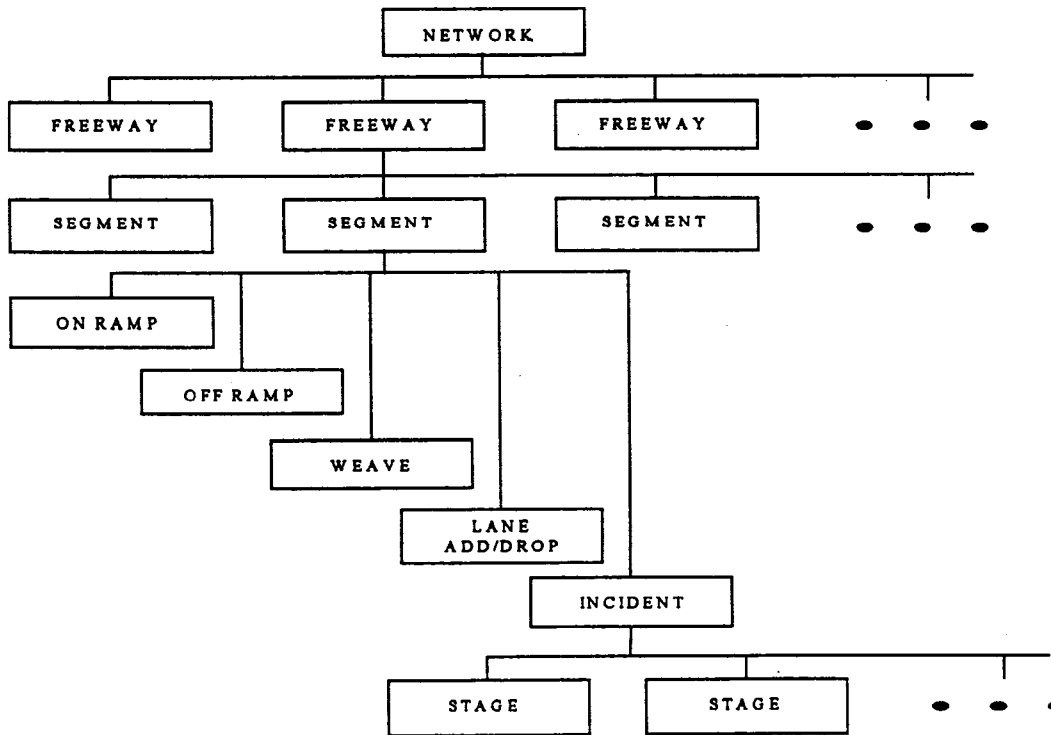 NETWORK
FREEWAY FREEWAY FREEWAY
SEGMENT SEGMENT SEGMENT
ON RAMP
OFF RAMP
WEAVE
LANE
ADD/DROP
INCIDENT
STAGE STAGE